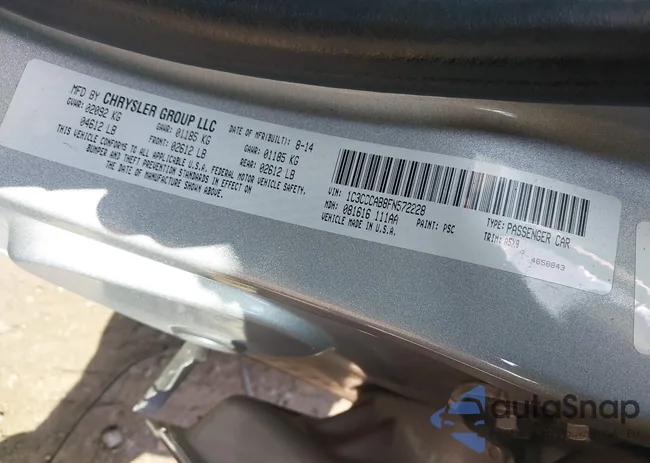 MFD BY CHRYSLER GROUP LLC DATE OF MFR(BUILT): 8-14
GVWR: 02092 KG GAWR: 01185 KG GAWR: 01185 KG
04612 LB FRONT: 02612 LB REAR: 02612 LB
THIS VEHICLE CONFORMS TO ALL APPLICABLE U.S.A. FEDERAL MOTOR VEHICLE SAFETY,
BUMPER AND THEFT PREVENTION STANDARDS IN EFFECT ON
THE DATE OF MANUFACTURE SHOWN ABOVE.
VIN: 1C3CCCAB8FN572228 TYPE: PASSENGER CAR
MDH: 081616 111AA PAINT: PSC TRIM: A5X9
VEHICLE MADE IN U.S.A. 4650843
autoSnap